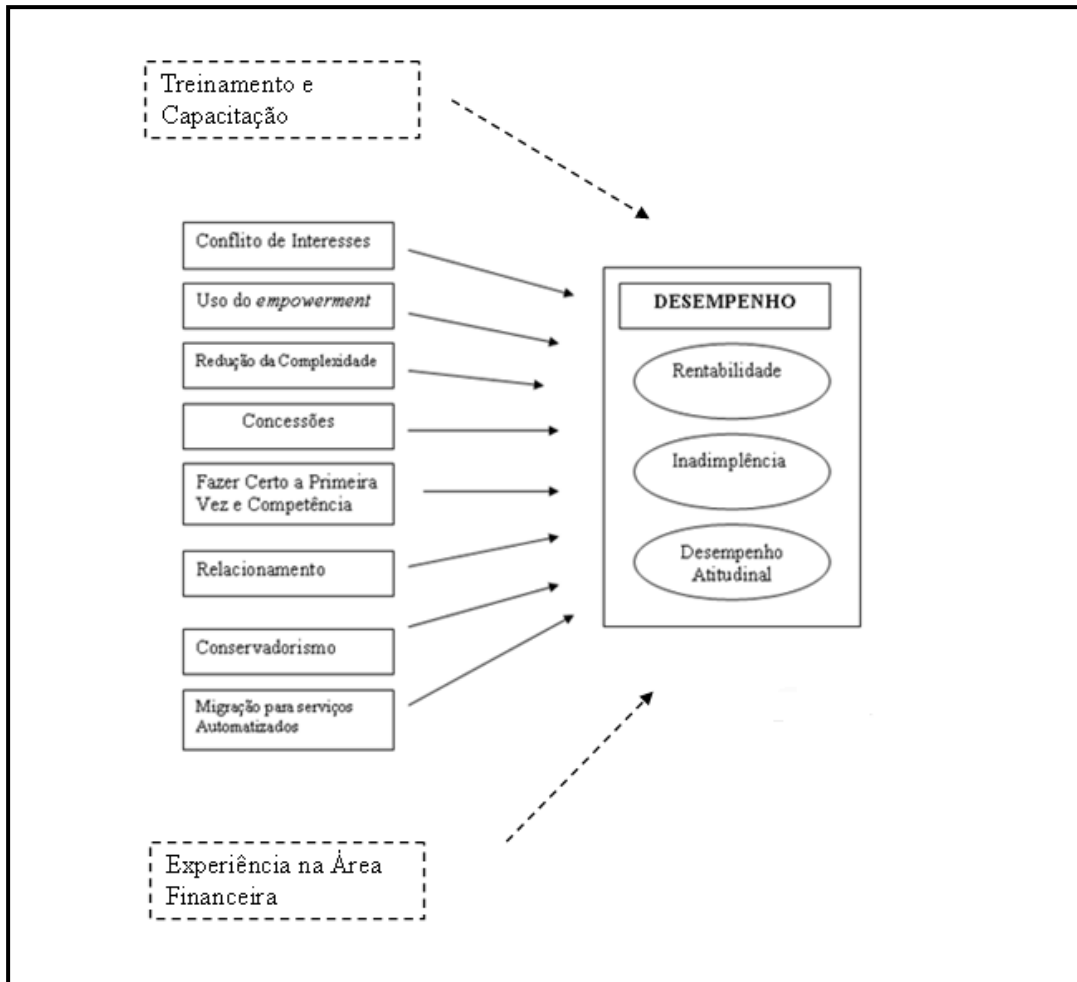 Treinamento e
Capacitação
Conflito de Interesses
Uso do empowerment
Redução da Complexidade
Concessões
Fazer Certo a Primeira
Vez e Competência
Relacionamento
Conservadorismo
Migração para serviços
Automatizados
DESEMPENHO
Rentabilidade
Inadimplência
Desempenho
Atitudinal
Experiência na Área
Financeira